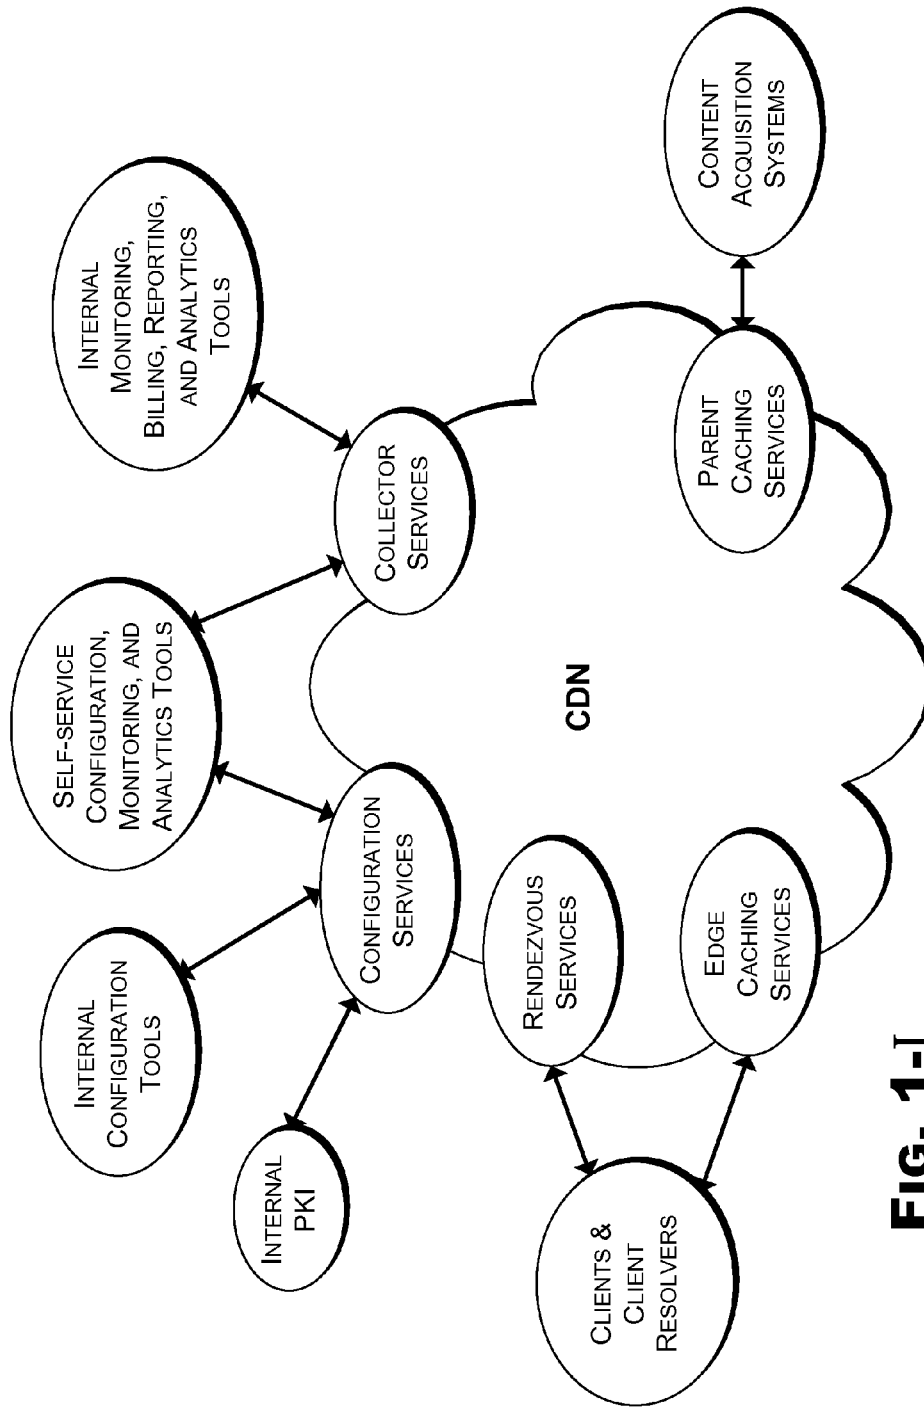 INTERNAL
PKI
INTERNAL
CONFIGURATION
TOOLS
SELF-SERVICE
CONFIGURATION,
MONITORING, AND
ANALYTICS TOOLS
INTERNAL
MONITORING,
BILLING, REPORTING,
AND ANALYTICS
TOOLS
CONFIGURATION
SERVICES
COLLECTOR
SERVICES
CLIENTS &
CLIENT
RESOLVERS
RENDEZVOUS
SERVICES
CDN
EDGE
CACHING
SERVICES
PARENT
CACHING
SERVICES
CONTENT
ACQUISITION
SYSTEMS
FIG. 1-I